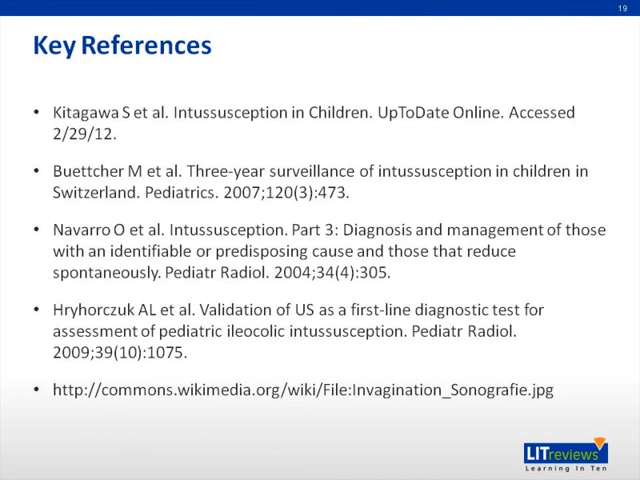 19
Key References
• Kitagawa S et al. Intussusception in Children. UpToDate Online. Accessed
2/29/12.
• Buettcher M et al. Three-year surveillance of intussusception in children in
Switzerland. Pediatrics. 2007;120(3):473.
• Navarro O et al. Intussusception. Part 3: Diagnosis and management of those
with an identifiable or predisposing cause and those that reduce
spontaneously. Pediatr Radiol. 2004;34(4):305.
• Hryhorczuk AL et al. Validation of US as a first-line diagnostic test for
assessment of pediatric ileocolic intussusception. Pediatr Radiol.
2009;39(10):1075.
• http://commons.wikimedia.org/wiki/File:Invagination_Sonografie.jpg
LITreviews
Learning In Ten